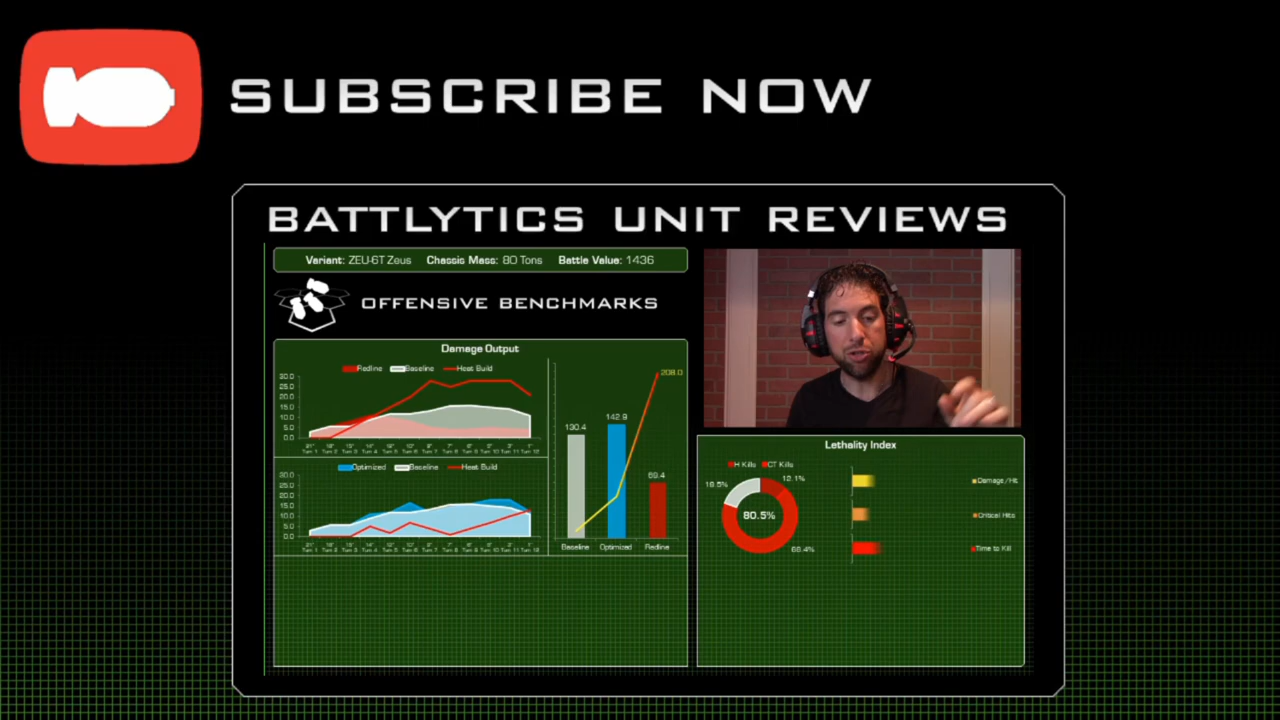 SUBSCRIBE NOW
BATTLYTICS UNIT REVIEWS
Variant: ZEU-6T Zeus Chassis Mass: 80 Tons Battle Value: 1436
OFFENSIVE BENCHMARKS
Damage Output
Redline Baseline Heat Build
30.0
25.0
20.0
15.0
10.0
5.0
0.0
Optimized Baseline Heat Build
30.0
25.0
20.0
15.0
10.0
5.0
0.0
208.0
142.9
130.4
69.4
Baseline Optimized Redline
Lethality Index
H Kills CT Kills
12.1%
80.5%
68.4%
Damage/Hit
Critical Hits
Time to Kill